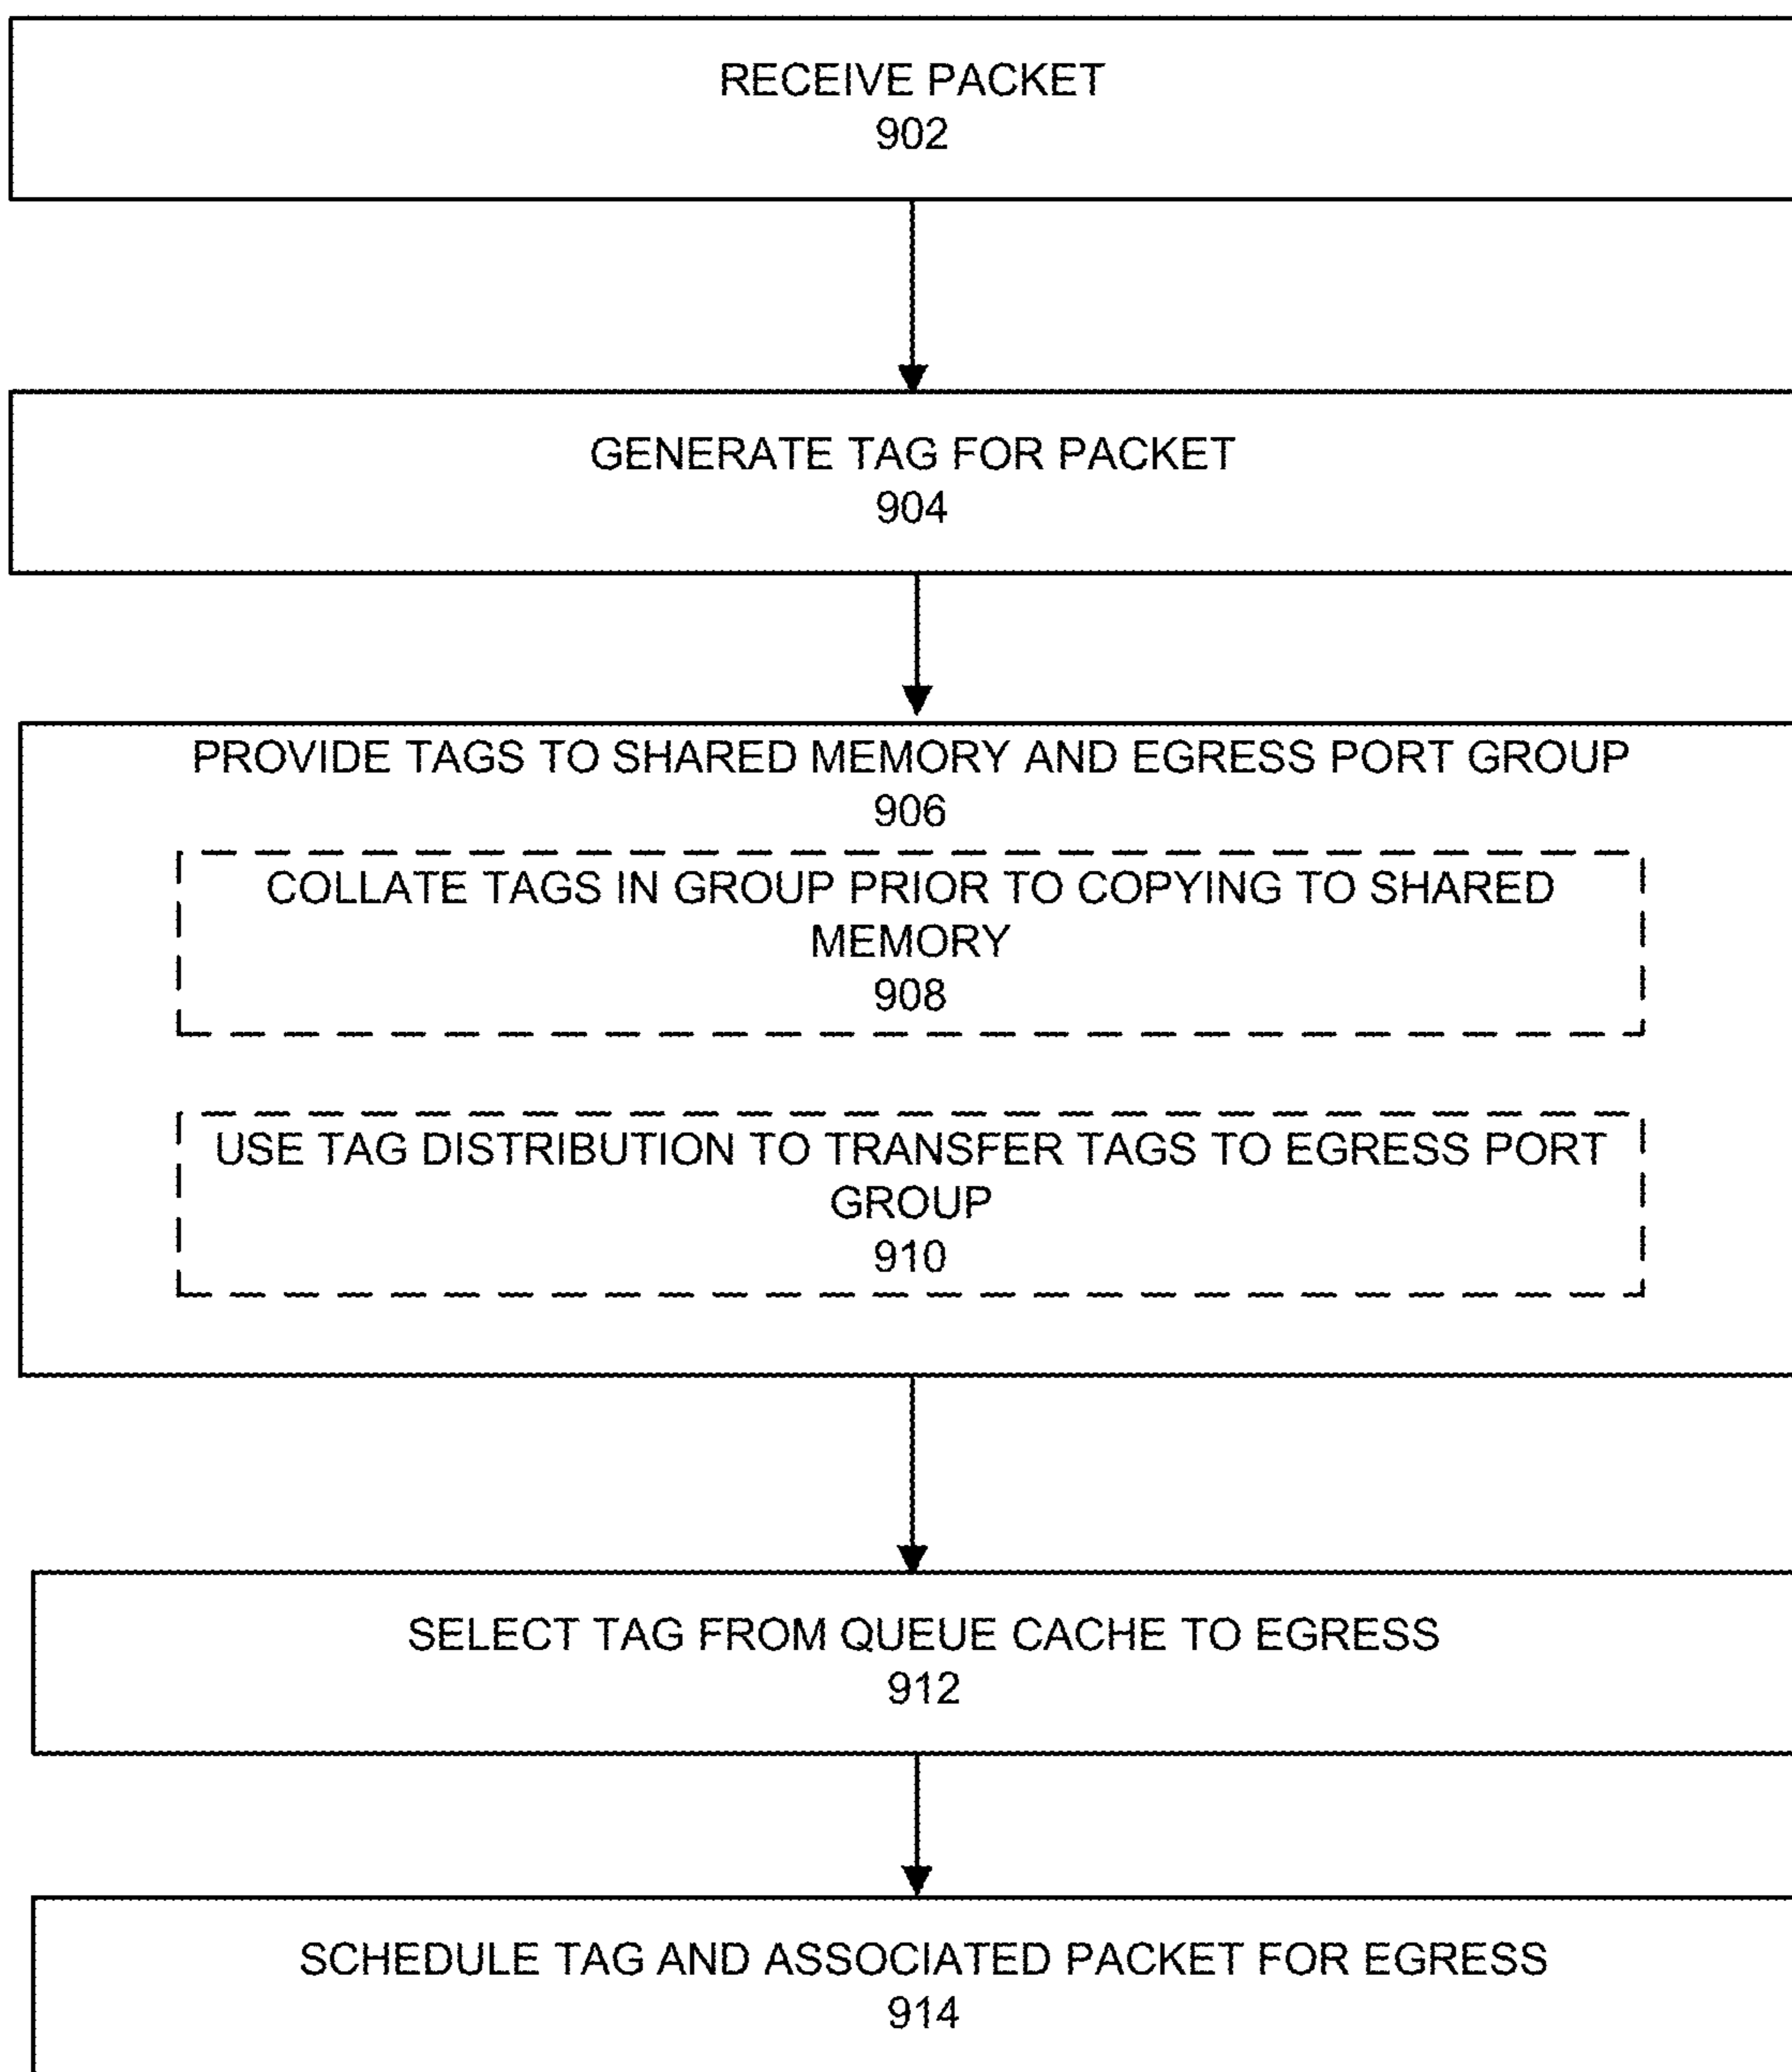 RECEIVE PACKET
902
GENERATE TAG FOR PACKET
904
PROVIDE TAGS TO SHARED MEMORY AND EGRESS PORT GROUP
906
COLLATE TAGS IN GROUP PRIOR TO COPYING TO SHARED
MEMORY
908
USE TAG DISTRIBUTION TO TRANSFER TAGS TO EGRESS PORT
GROUP
910
SELECT TAG FROM QUEUE CACHE TO EGRESS
912
SCHEDULE TAG AND ASSOCIATED PACKET FOR EGRESS
914